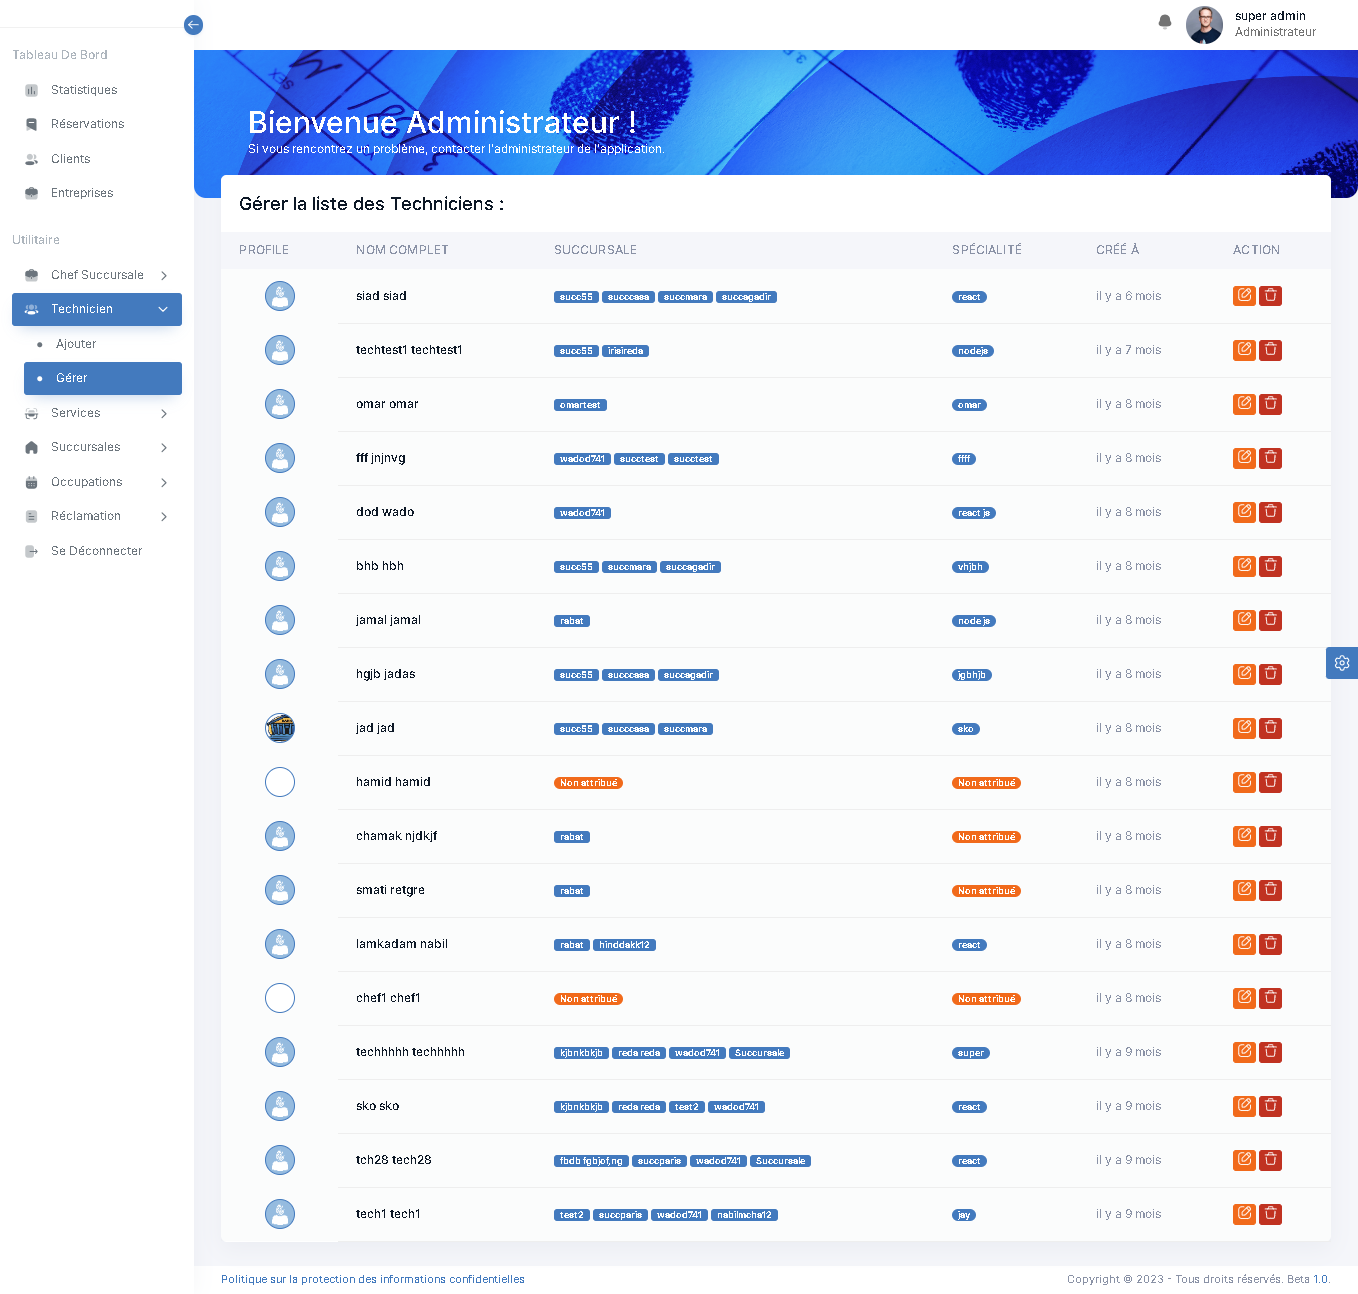 super admin
Administrateur
Tableau De Bord
Statistiques
Réservations
Clients
Entreprises
Utilitaire
Chef Succursale
Technicien
Ajouter
Gérer
Services
Succursales
Occupations
Réclamation
Se Déconnecter
Bienvenue Administrateur !
Si vous rencontrez un problème, contacter l'administrateur de l'application.
Gérer la liste des Techniciens :
PROFILE NOM COMPLET SUCCURSALE SPÉCIALITÉ CRÉÉ À ACTION
siad siad succ55 succcasa succmara succagadir react il y a 6 mois
techtest1 techtest1 succ55 irisireda nodejs il y a 7 mois
omar omar omartest omar il y a 8 mois
fff jnjnvg wadod741 succtest succtest ffff il y a 8 mois
dod wado wadod741 react js il y a 8 mois
bhb hbh succ55 succmara succagadir vhjbh il y a 8 mois
jamal jamal rabat node js il y a 8 mois
hgjb jadas succ55 succcasa succagadir jgbhjb il y a 8 mois
jad jad succ55 succcasa succmara sko il y a 8 mois
hamid hamid Non attribué Non attribué il y a 8 mois
chamak njdkjf rabat Non attribué il y a 8 mois
smati retgre rabat Non attribué il y a 8 mois
lamkadam nabil rabat hinddakk12 react il y a 8 mois
chef1 chef1 Non attribué Non attribué il y a 8 mois
techhhhh techhhhh kjbnkbkjb reda reda wadod741 Succursale super il y a 9 mois
sko sko kjbnkbkjb reda reda test2 wadod741 react il y a 9 mois
tch28 tech28 fbdb fgbjof,ng succparis wadod741 Succursale react il y a 9 mois
tech1 tech1 test2 succparis wadod741 nabilmcha12 jay il y a 9 mois
Politique sur la protection des informations confidentielles
Copyright © 2023 - Tous droits réservés. Beta 1.0.